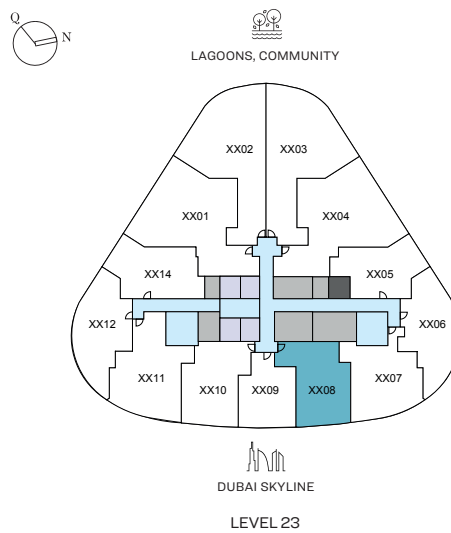 Q
N
LAGOONS, COMMUNITY
XX02 XX03
XX01 XX04
XX14 XX05
XX12 XX06
XX11 XX07
XX10 XX09 XX08
DUBAI SKYLINE
LEVEL 23